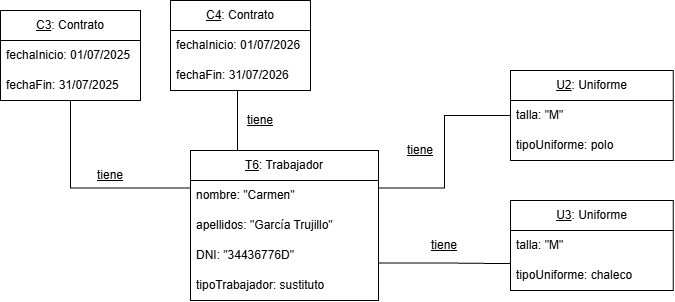 C3: Contrato
fechaInicio: 01/07/2025
fechaFin: 31/07/2025
C4: Contrato
fechaInicio: 01/07/2026
fechaFin: 31/07/2026
tiene
tiene
T6: Trabajador
nombre: "Carmen"
apellidos: "García Trujillo"
DNI: "34436776D"
tipoTrabajador: sustituto
tiene
U2: Uniforme
talla: "M"
tipoUniforme: polo
tiene
U3: Uniforme
talla: "M"
tipoUniforme: chaleco